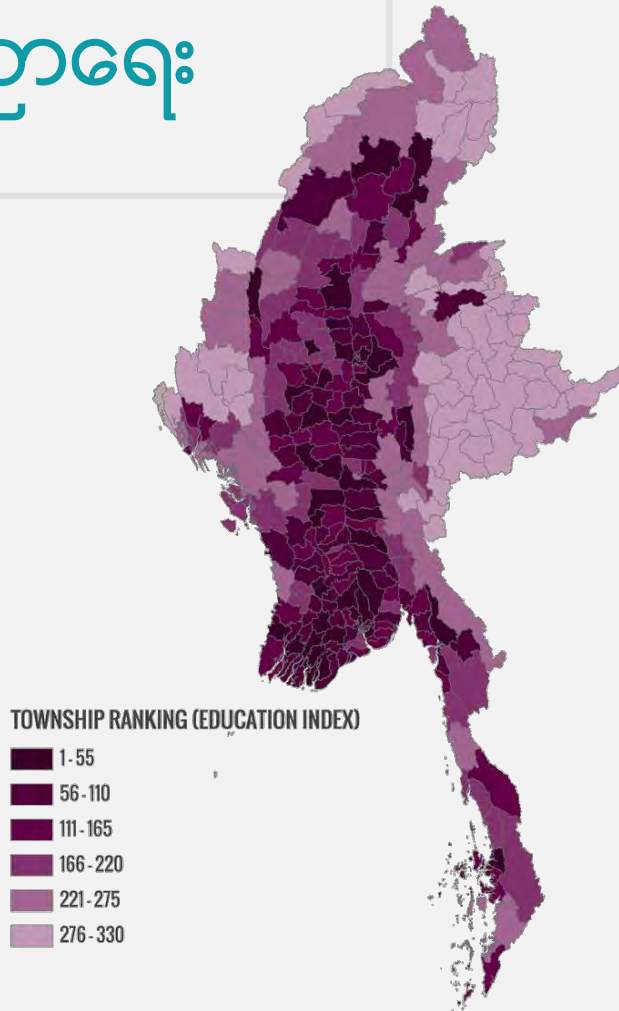 TOWNSHIP RANKING (EDUCATION INDEX)
1 - 55
56 - 110
111 - 165
166 - 220
221 - 275
276 - 330